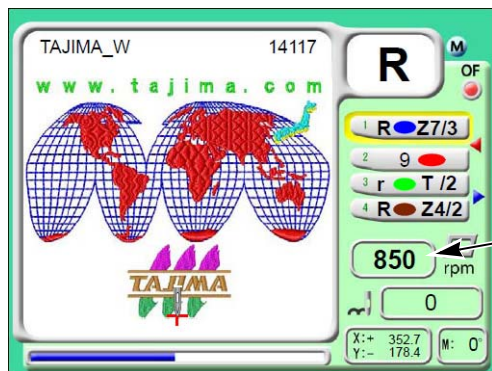 TAJIMA_W 14117
www.tajima.com
TAJIMA
R
M
OF
1 R Z7/3
2 9
3 r T /2
4 R Z4/2
850
rpm
0
X:+ 352.7
Y:- 178.4
M: 0°